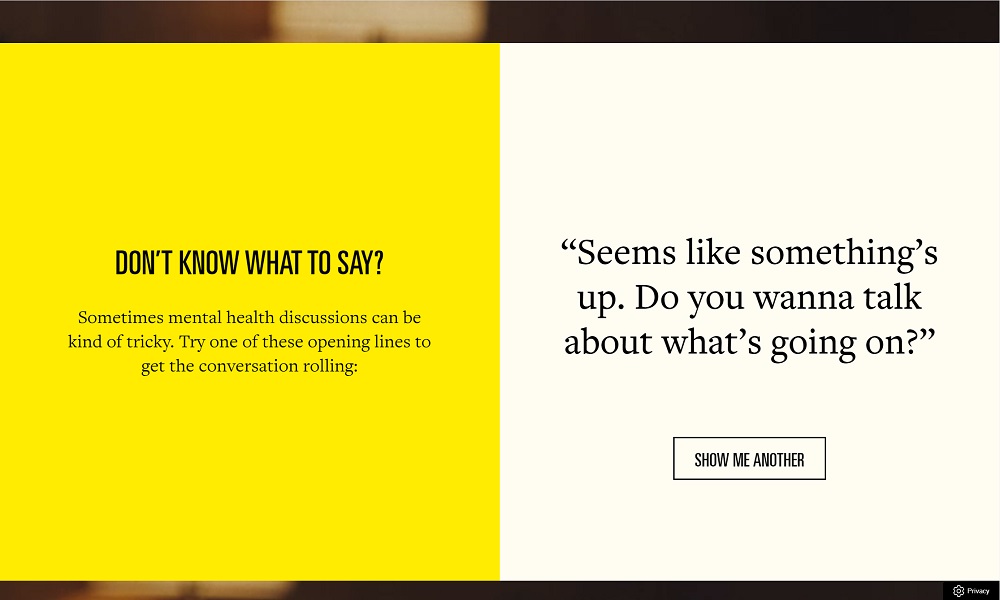 DON’T KNOW WHAT TO SAY?
Sometimes mental health discussions can be
kind of tricky. Try one of these opening lines to
get the conversation rolling:
“Seems like something’s
up. Do you wanna talk
about what’s going on?”
SHOW ME ANOTHER
Privacy